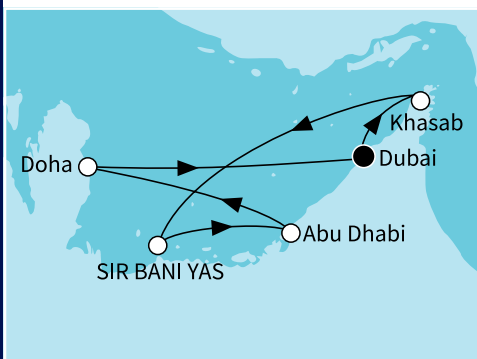 Khasab
Doha
Dubai
Abu Dhabi
SIR BANI YAS